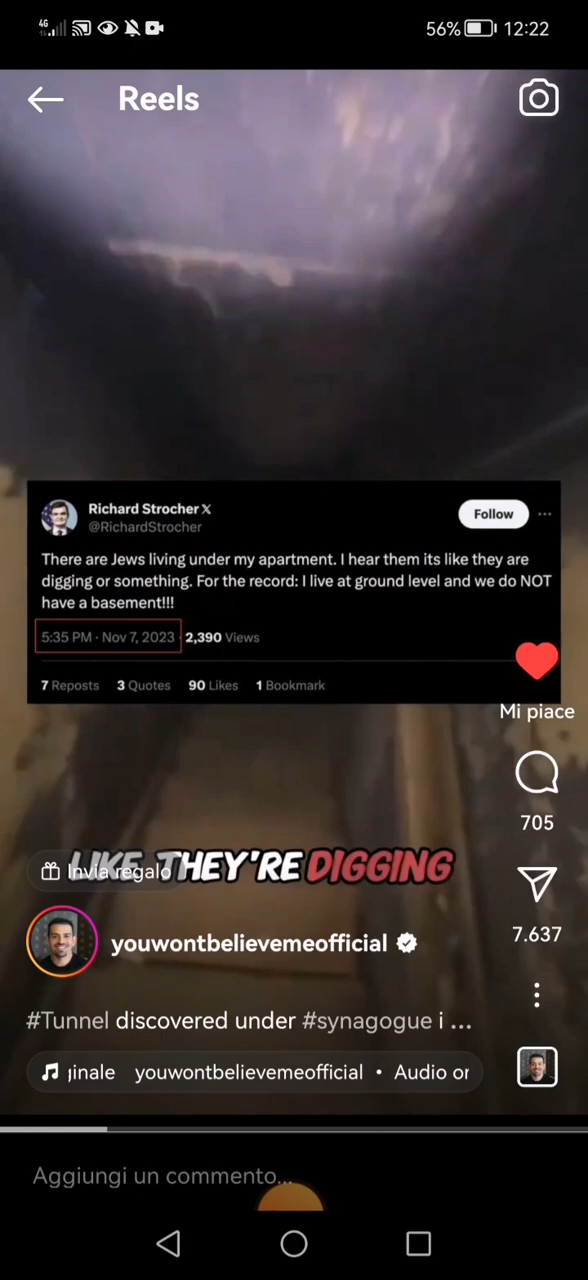 4G 56% 12:22
Reels
Richard Strocher X
@RichardStrocher
Follow
There are Jews living under my apartment. I hear them its like they are
digging or something. For the record: I live at ground level and we do NOT
have a basement!!!
5:35 PM · Nov 7, 2023 · 2,390 Views
7 Reposts 3 Quotes 90 Likes 1 Bookmark
Mi piace
705
LIKE THEY'RE DIGGING
Invia regalo
7.637
youwontbelievemeofficial
#Tunnel discovered under #synagogue i ...
ginale youwontbelievemeofficial • Audio or
Aggiungi un commento...